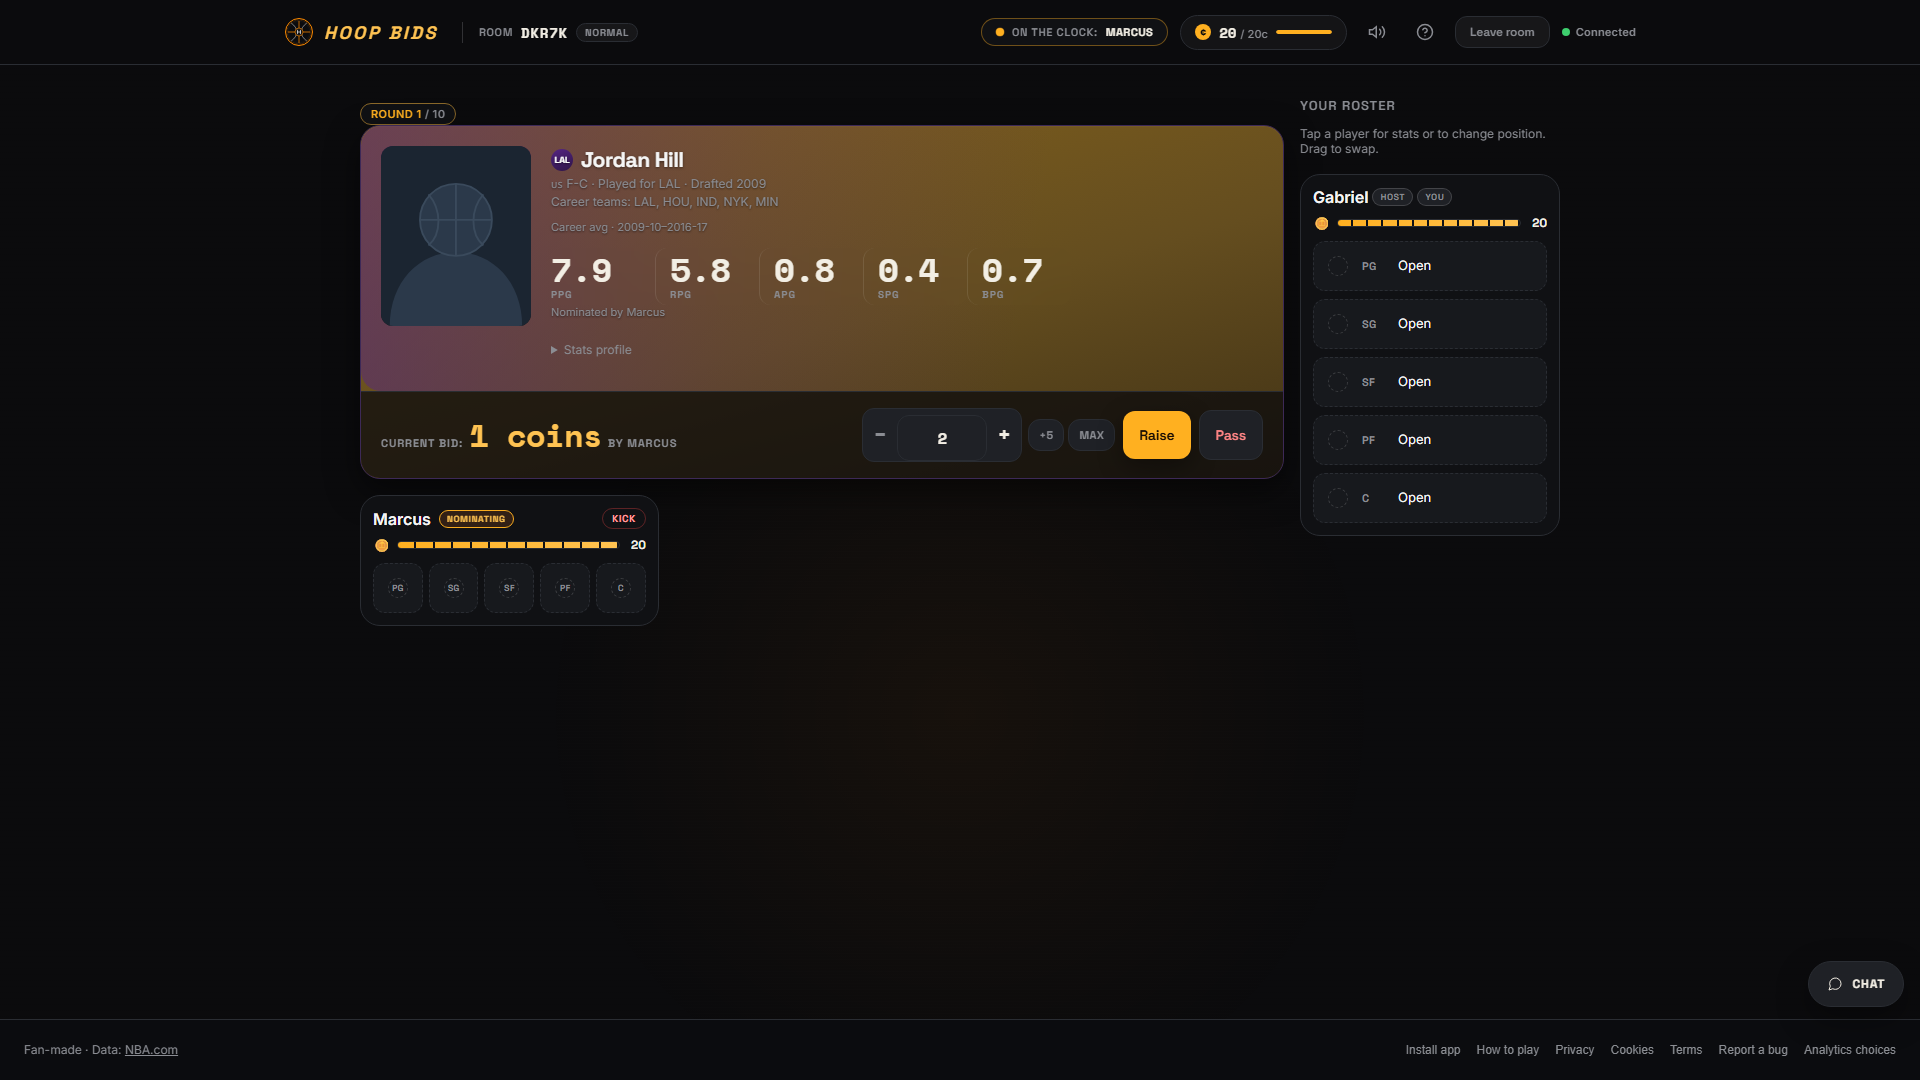 HOOP BIDS
ROOM DKR7K NORMAL
ON THE CLOCK: MARCUS
20 / 20c
Leave room
Connected
ROUND 1 / 10
LAL Jordan Hill
us F-C · Played for LAL · Drafted 2009
Career teams: LAL, HOU, IND, NYK, MIN
Career avg · 2009-10–2016-17
7.9 5.8 0.8 0.4 0.7
PPG RPG APG SPG BPG
Nominated by Marcus
Stats profile
CURRENT BID: 1 coins BY MARCUS
− 2 + +5 MAX Raise Pass
Marcus NOMINATING KICK
20
PG SG SF PF C
YOUR ROSTER
Tap a player for stats or to change position.
Drag to swap.
Gabriel HOST YOU
20
PG Open
SG Open
SF Open
PF Open
C Open
CHAT
Fan-made · Data: NBA.com
Install app How to play Privacy Cookies Terms Report a bug Analytics choices